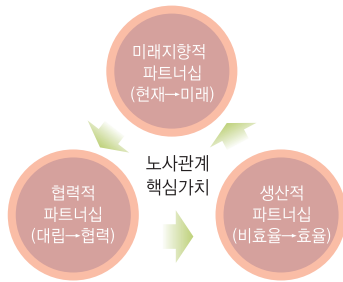 미래지향적
파트너십
(현재→미래)
노사관계
핵심가치
협력적
파트너십
(대립→협력)
생산적
파트너십
(비효율→효율)